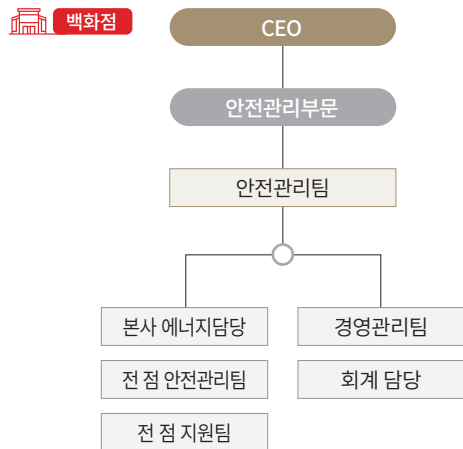 백화점
CEO
안전관리부문
안전관리팀
본사 에너지담당
경영관리팀
전 점 안전관리팀
회계 담당
전 점 지원팀